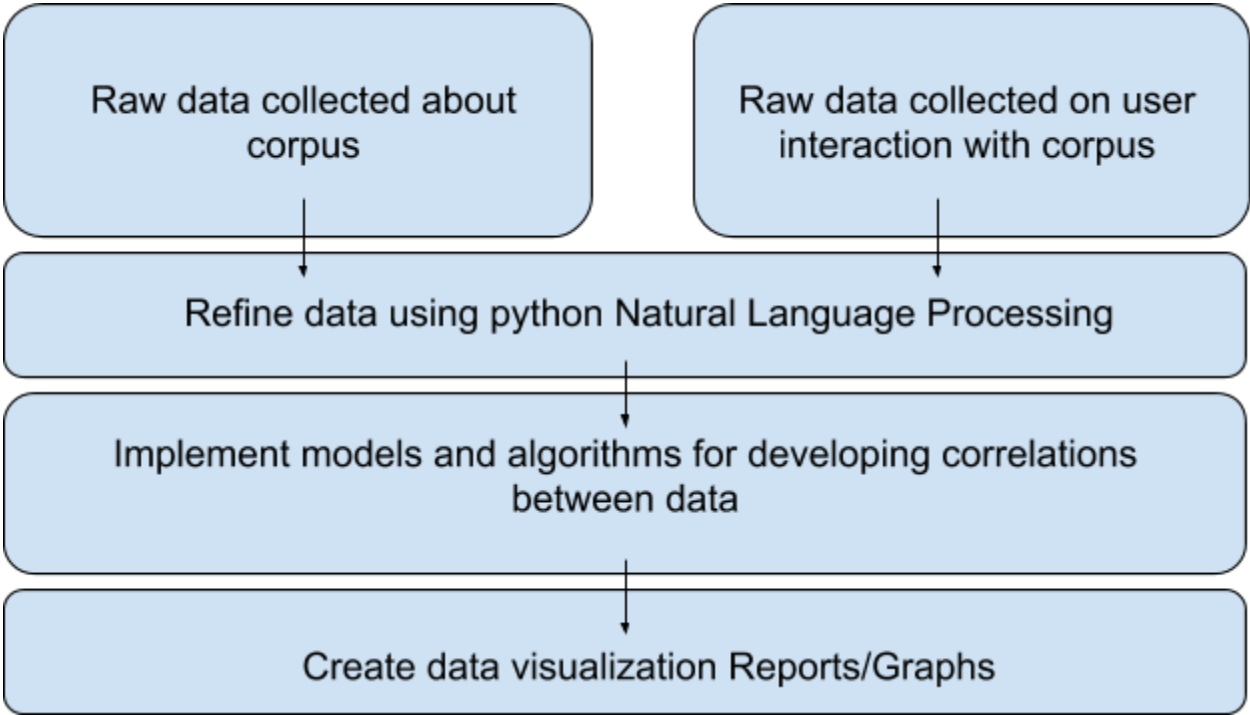 Raw data collected about
corpus
Raw data collected on user
interaction with corpus
Refine data using python Natural Language Processing
Implement models and algorithms for developing correlations
between data
Create data visualization Reports/Graphs